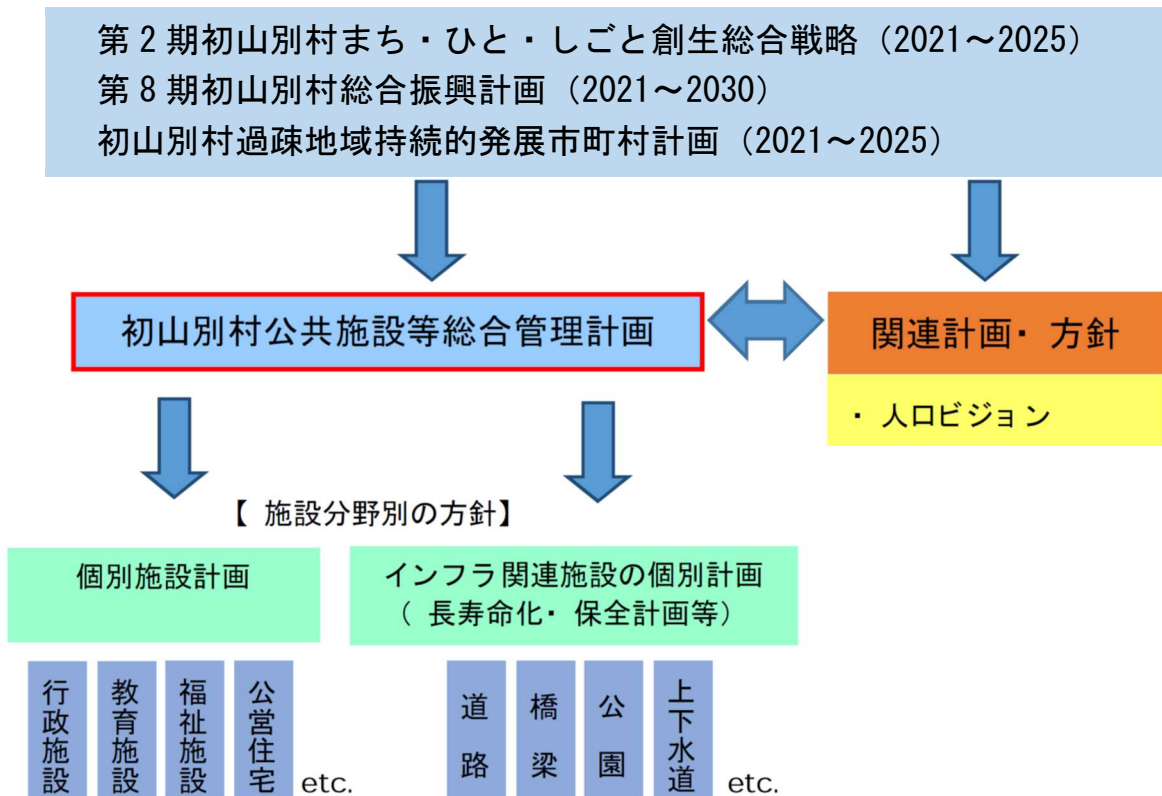 第2期初山別村まち・ひと・しごと創生総合戦略（2021～2025）
第8期初山別村総合振興計画（2021～2030）
初山別村過疎地域持続的発展市町村計画（2021～2025）
初山別村公共施設等総合管理計画
関連計画・方針
・人口ビジョン
【施設分野別の方針】
個別施設計画
インフラ関連施設の個別計画
（長寿命化・保全計画等）
行政施設
教育施設
福祉施設
公営住宅
etc.
道路
橋梁
公園
上下水道
etc.